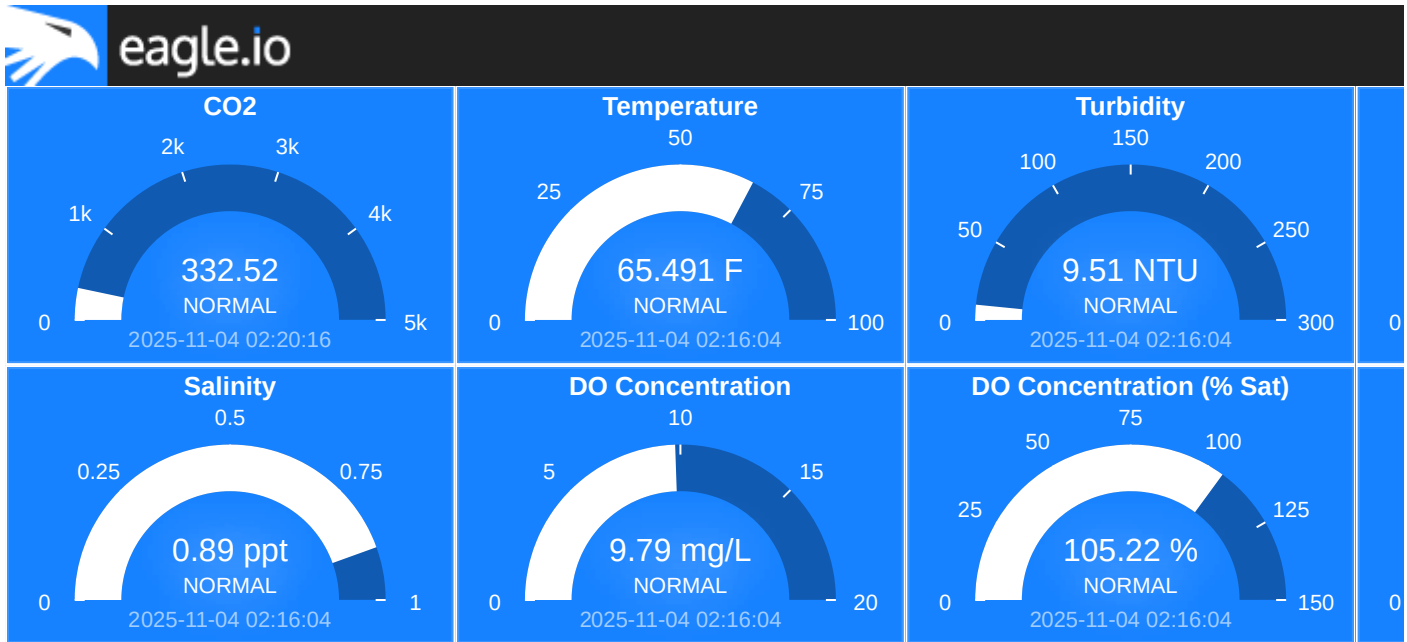 eagle.io
CO2
2k 3k
1k 4k
332.52
NORMAL
0 5k
2025-11-04 02:20:16
Temperature
50
25 75
65.491 F
NORMAL
0 100
2025-11-04 02:16:04
Turbidity
150
100 200
50 250
9.51 NTU
NORMAL
0 300
2025-11-04 02:16:04
0
Salinity
0.5
0.25 0.75
0.89 ppt
NORMAL
0 1
2025-11-04 02:16:04
DO Concentration
10
5 15
9.79 mg/L
NORMAL
0 20
2025-11-04 02:16:04
DO Concentration (% Sat)
75
50 100
25 125
105.22 %
NORMAL
0 150
2025-11-04 02:16:04
0